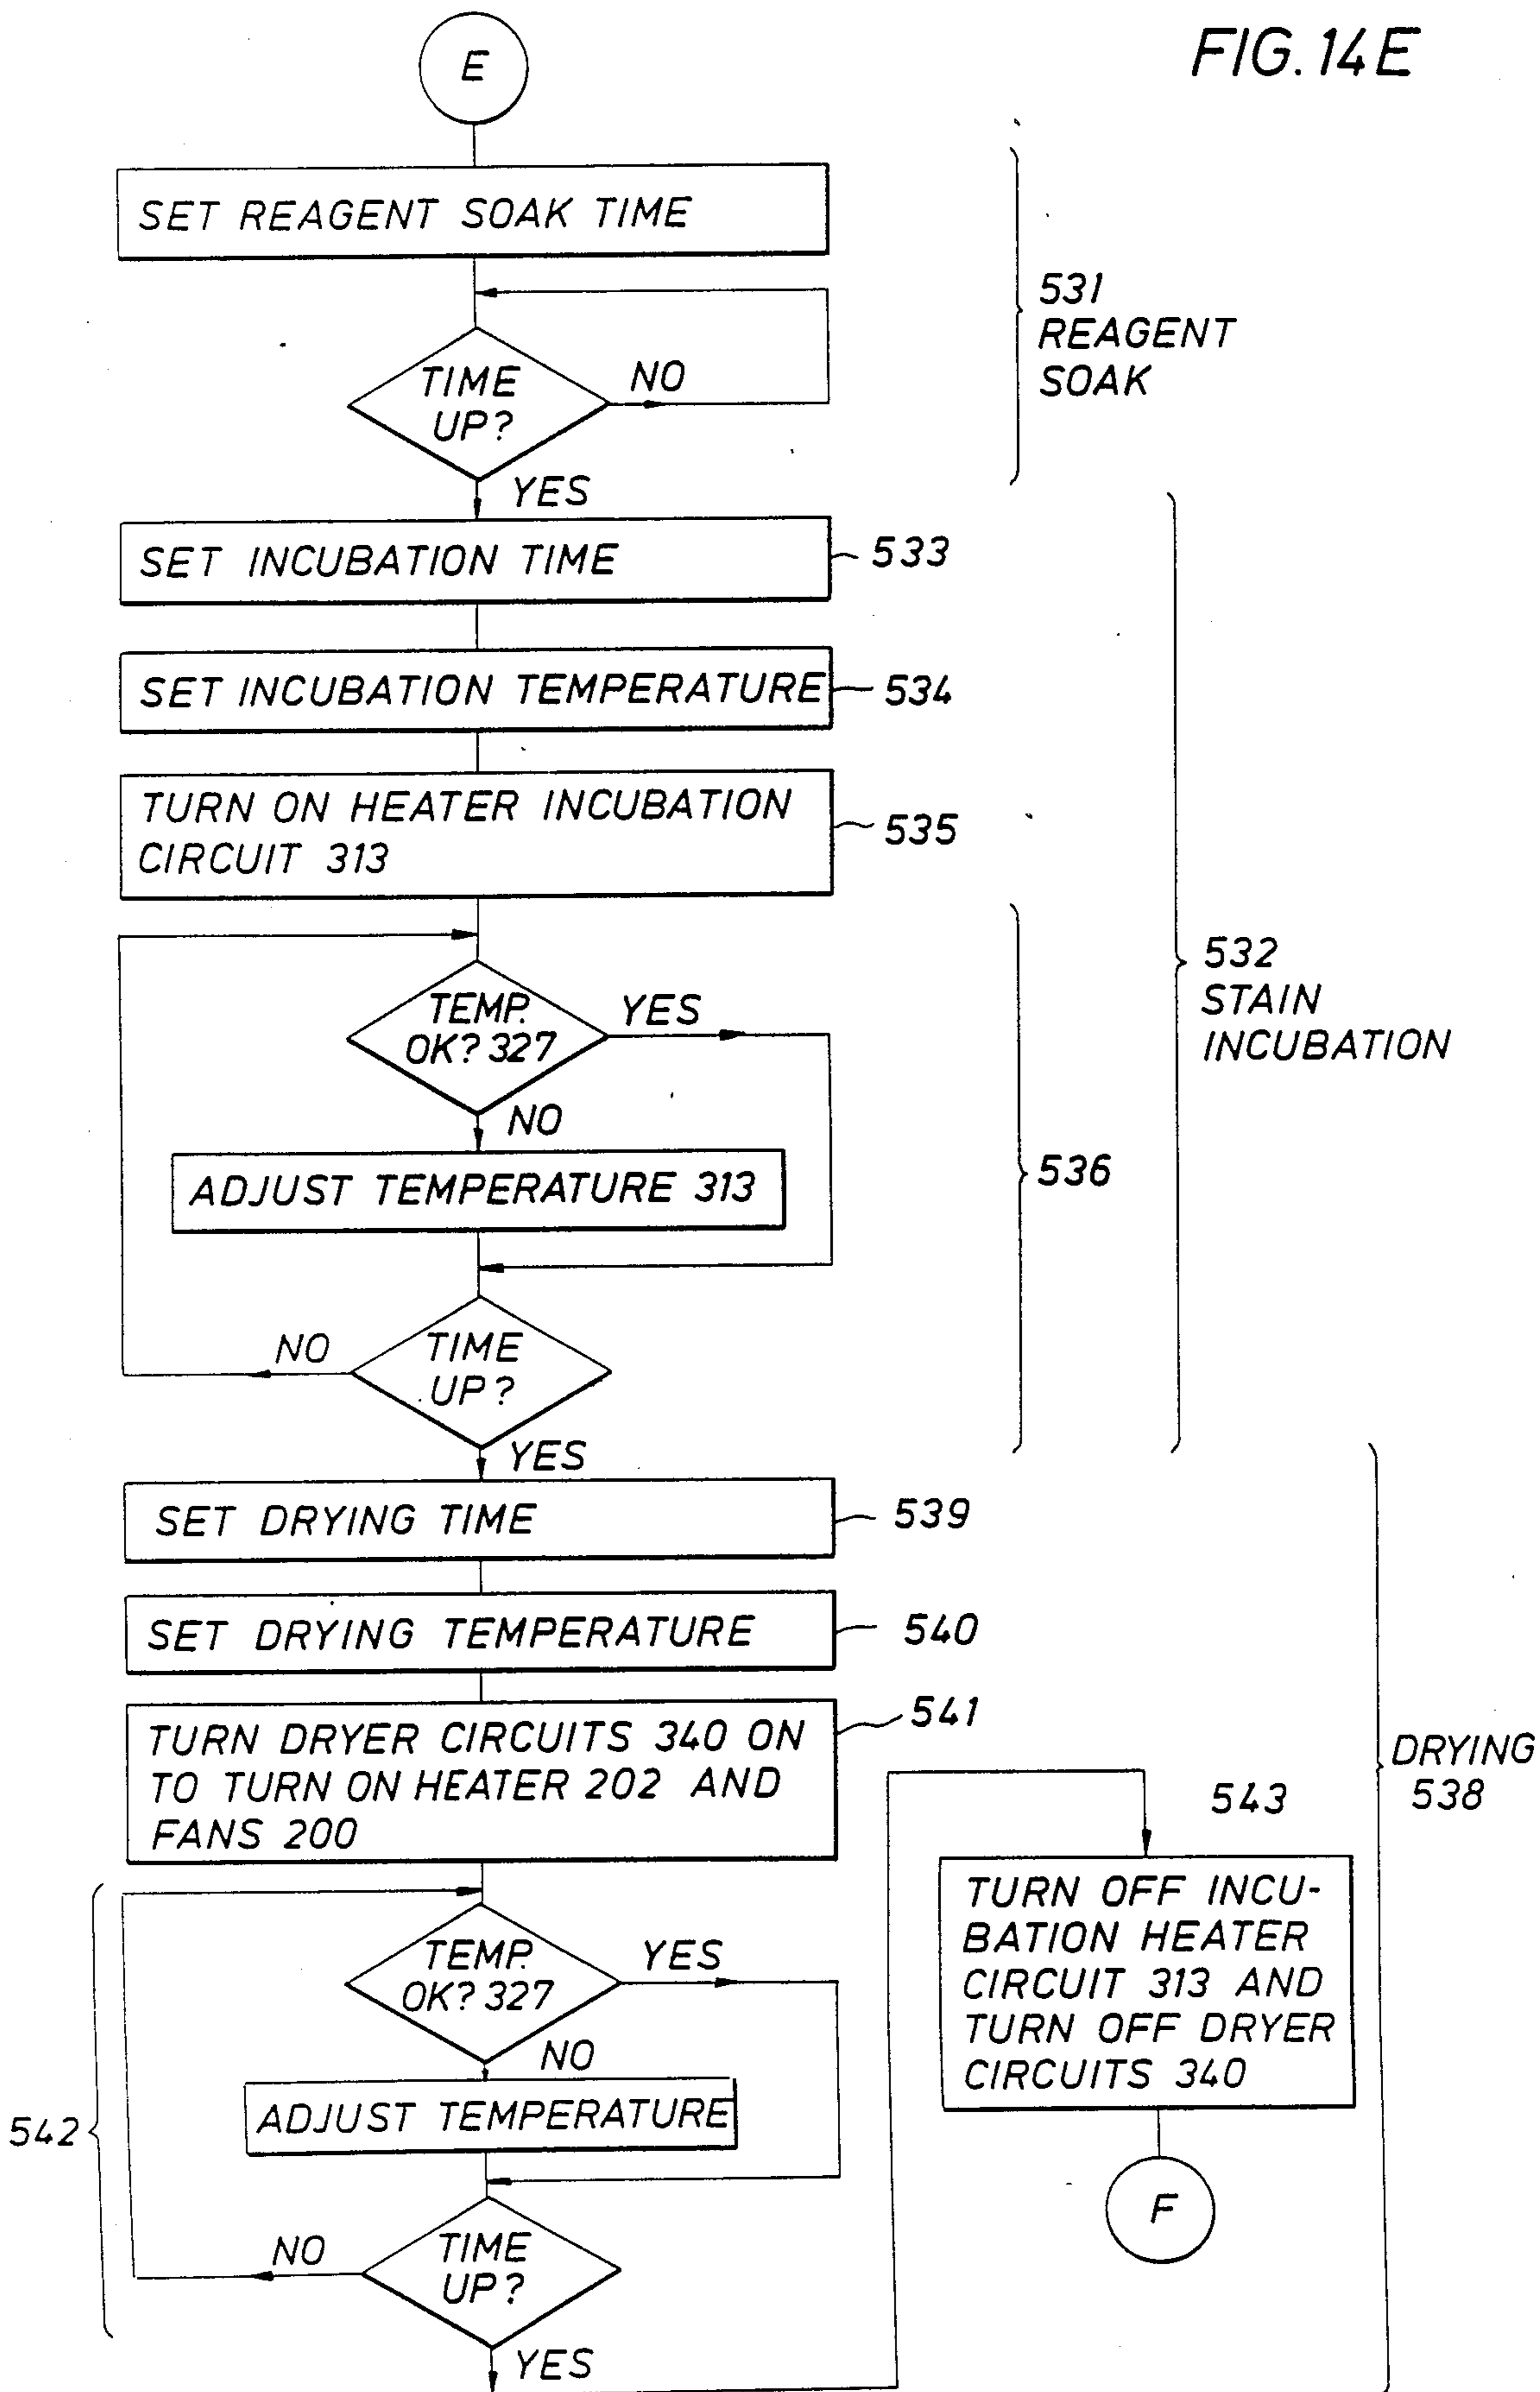 FIG. 14E
E
SET REAGENT SOAK TIME
TIME
UP?
NO
YES
531
REAGENT
SOAK
SET INCUBATION TIME
533
SET INCUBATION TEMPERATURE
534
TURN ON HEATER INCUBATION
CIRCUIT 313
535
TEMP.
OK? 327
YES
NO
ADJUST TEMPERATURE 313
536
532
STAIN
INCUBATION
TIME
UP?
NO
YES
SET DRYING TIME
539
SET DRYING TEMPERATURE
540
TURN DRYER CIRCUITS 340 ON
TO TURN ON HEATER 202 AND
FANS 200
541
DRYING
538
TEMP.
OK? 327
YES
NO
ADJUST TEMPERATURE
542
TIME
UP?
NO
YES
543
TURN OFF INCU-
BATION HEATER
CIRCUIT 313 AND
TURN OFF DRYER
CIRCUITS 340
F